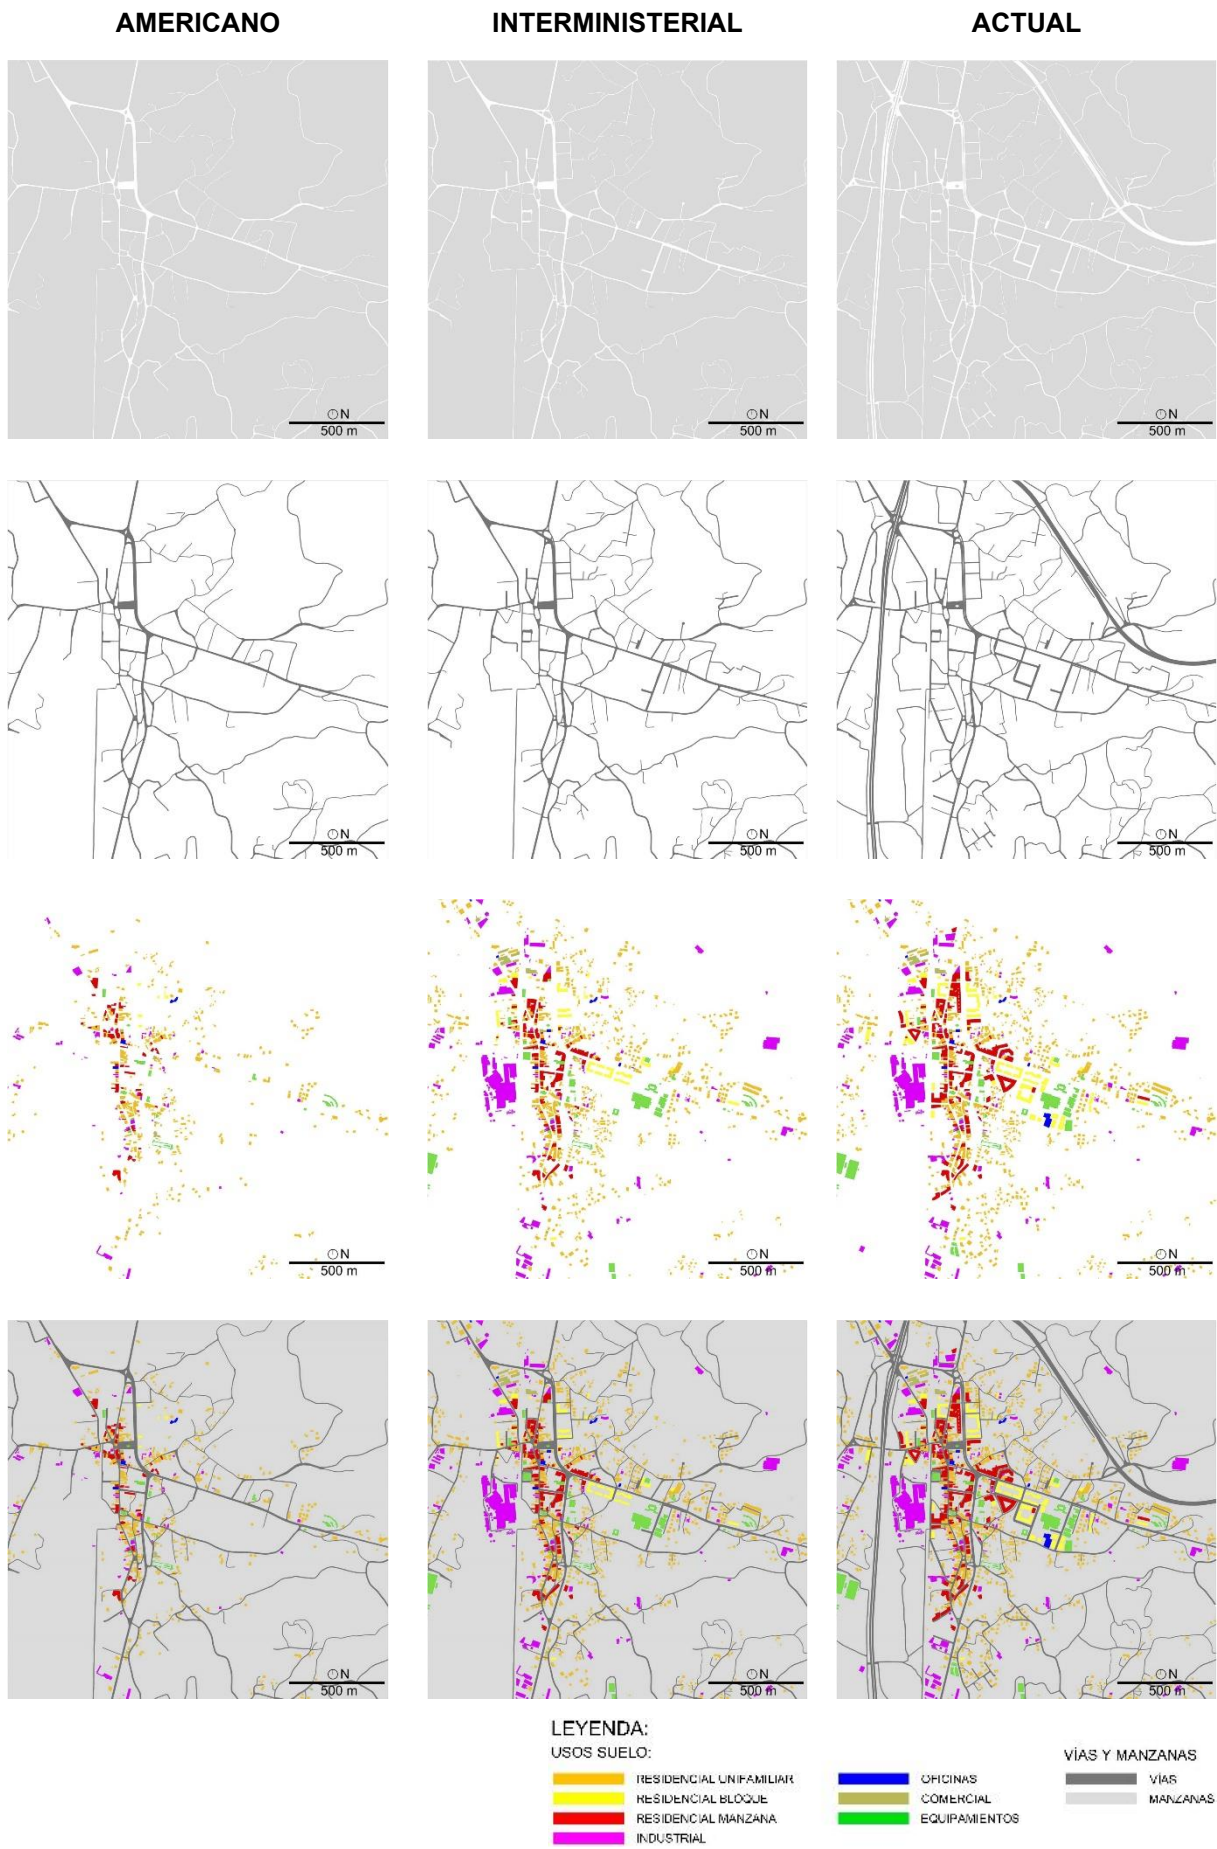 AMERICANO INTERMINISTERIAL ACTUAL
N N N
500 m 500 m 500 m
N N N
500 m 500 m 500 m
N N N
500 m 500 m 500 m
N N N
500 m 500 m 500 m
LEYENDA:
USOS SUELO: VÍAS Y MANZANAS
RESIDENCIAL UNIFAMILIAR OFICINAS VÍAS
RESIDENCIAL BLOQUE COMERCIAL MANZANAS
RESIDENCIAL MANZANA EQUIPAMIENTOS
INDUSTRIAL